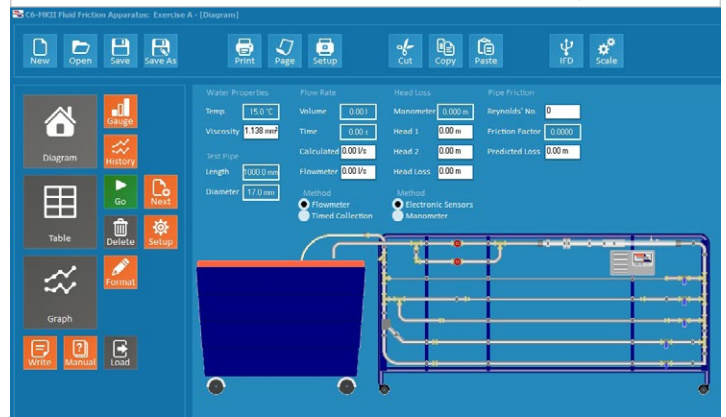 C6-MKII Fluid Friction Apparatus: Exercise A - [Diagram]
New Open Save Save As Print Page Setup Cut Copy Paste IFD Scale
Water Properties Flow Rate Head Loss Pipe Friction
Temp. 15.0 °C Volume 0.00 l Manometer 0.000 m Reynolds' No. 0
Viscosity 1.138 mm² Time 0.00 s Head 1 0.00 m Friction Factor 0.0000
Test Pipe Calculated 0.00 l/s Head 2 0.00 m Predicted Loss 0.00 m
Length 1000.0 mm Flowmeter 0.00 l/s Head Loss 0.00 m
Diameter 17.0 mm Method Method
Flowmeter Electronic Sensors
Timed Collection Manometer
Gauge
Diagram History
Go Next
Table Delete Setup
Format
Graph
Write Manual Load